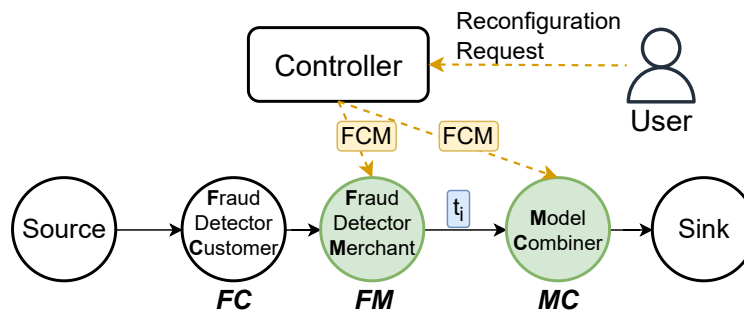 Reconfiguration
Request
Controller
User
FCM
FCM
Source
Fraud
Detector
Customer
Fraud
Detector
Merchant
ti
Model
Combiner
Sink
FC
FM
MC